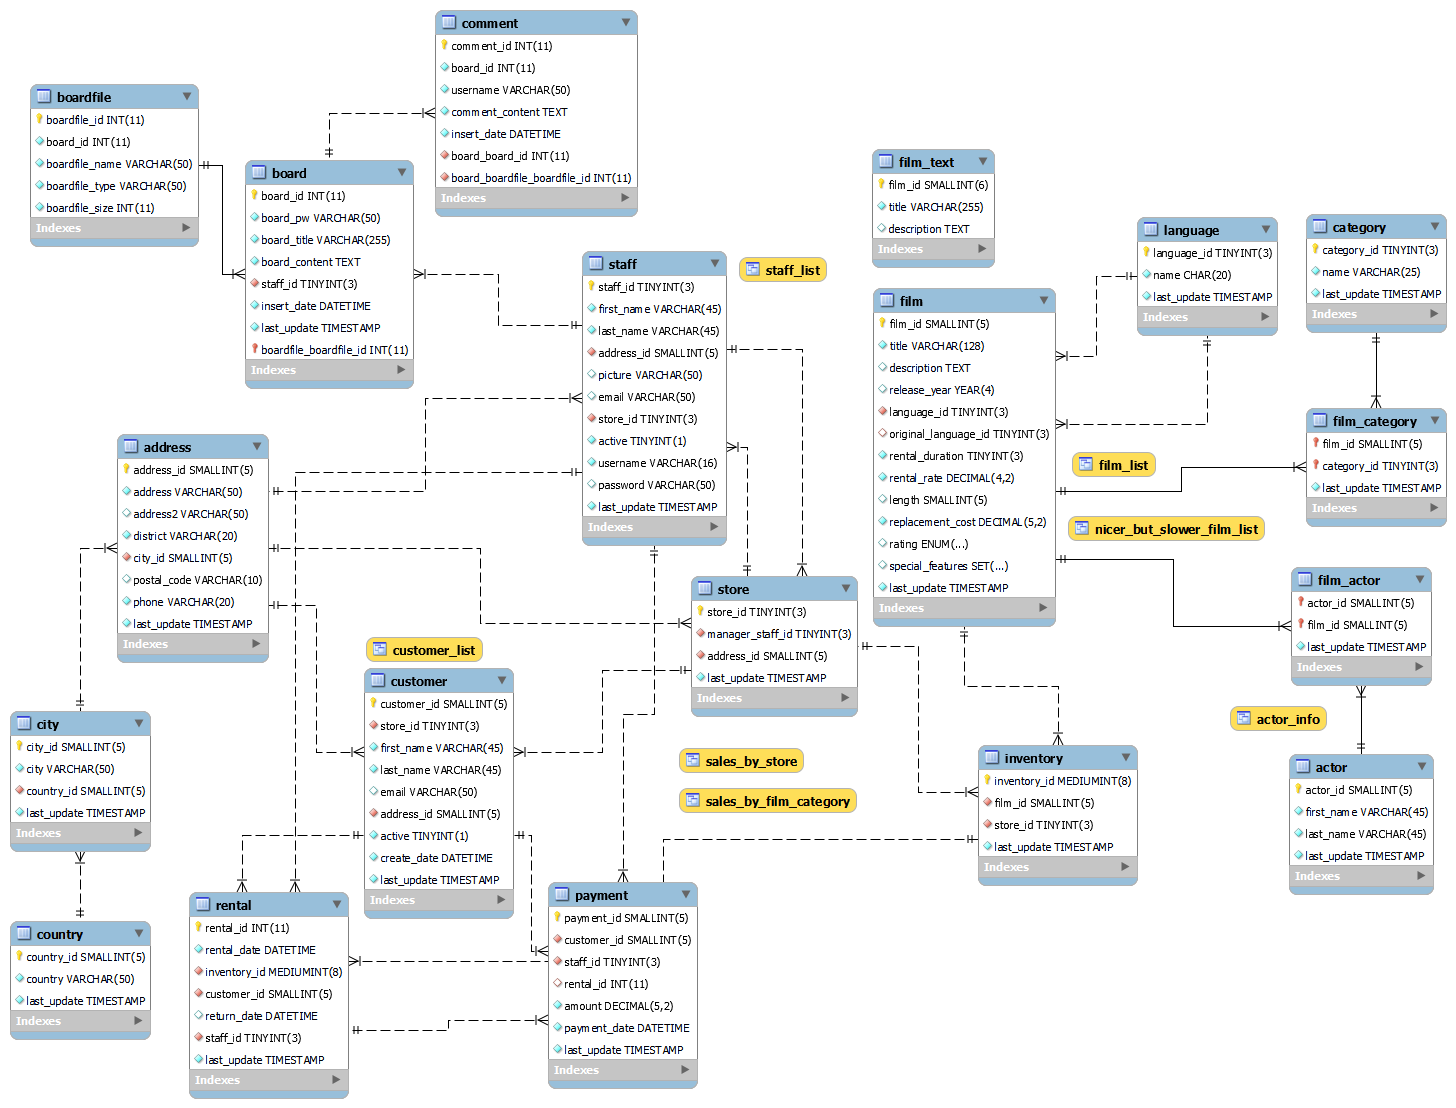 comment
comment_id INT(11)
board_id INT(11)
username VARCHAR(50)
comment_content TEXT
insert_date DATETIME
board_board_id INT(11)
board_boardfile_boardfile_id INT(11)
Indexes
boardfile
boardfile_id INT(11)
board_id INT(11)
boardfile_name VARCHAR(50)
boardfile_type VARCHAR(50)
boardfile_size INT(11)
Indexes
board
board_id INT(11)
board_pw VARCHAR(50)
board_title VARCHAR(255)
board_content TEXT
staff_id TINYINT(3)
insert_date DATETIME
last_update TIMESTAMP
boardfile_boardfile_id INT(11)
Indexes
film_text
film_id SMALLINT(6)
title VARCHAR(255)
description TEXT
Indexes
language
language_id TINYINT(3)
name CHAR(20)
last_update TIMESTAMP
Indexes
category
category_id TINYINT(3)
name VARCHAR(25)
last_update TIMESTAMP
Indexes
staff
staff_id TINYINT(3)
first_name VARCHAR(45)
last_name VARCHAR(45)
address_id SMALLINT(5)
picture VARCHAR(50)
email VARCHAR(50)
store_id TINYINT(3)
active TINYINT(1)
username VARCHAR(16)
password VARCHAR(50)
last_update TIMESTAMP
Indexes
staff_list
film
film_id SMALLINT(5)
title VARCHAR(128)
description TEXT
release_year YEAR(4)
language_id TINYINT(3)
original_language_id TINYINT(3)
rental_duration TINYINT(3)
rental_rate DECIMAL(4,2)
length SMALLINT(5)
replacement_cost DECIMAL(5,2)
rating ENUM(...)
special_features SET(...)
last_update TIMESTAMP
Indexes
film_list
nicer_but_slower_film_list
film_category
film_id SMALLINT(5)
category_id TINYINT(3)
last_update TIMESTAMP
Indexes
address
address_id SMALLINT(5)
address VARCHAR(50)
address2 VARCHAR(50)
district VARCHAR(20)
city_id SMALLINT(5)
postal_code VARCHAR(10)
phone VARCHAR(20)
last_update TIMESTAMP
Indexes
film_actor
actor_id SMALLINT(5)
film_id SMALLINT(5)
last_update TIMESTAMP
Indexes
store
store_id TINYINT(3)
manager_staff_id TINYINT(3)
address_id SMALLINT(5)
last_update TIMESTAMP
Indexes
customer_list
customer
customer_id SMALLINT(5)
store_id TINYINT(3)
first_name VARCHAR(45)
last_name VARCHAR(45)
email VARCHAR(50)
address_id SMALLINT(5)
active TINYINT(1)
create_date DATETIME
last_update TIMESTAMP
Indexes
city
city_id SMALLINT(5)
city VARCHAR(50)
country_id SMALLINT(5)
last_update TIMESTAMP
Indexes
actor_info
sales_by_store
sales_by_film_category
inventory
inventory_id MEDIUMINT(8)
film_id SMALLINT(5)
store_id TINYINT(3)
last_update TIMESTAMP
Indexes
actor
actor_id SMALLINT(5)
first_name VARCHAR(45)
last_name VARCHAR(45)
last_update TIMESTAMP
Indexes
country
country_id SMALLINT(5)
country VARCHAR(50)
last_update TIMESTAMP
Indexes
rental
rental_id INT(11)
rental_date DATETIME
inventory_id MEDIUMINT(8)
customer_id SMALLINT(5)
return_date DATETIME
staff_id TINYINT(3)
last_update TIMESTAMP
Indexes
payment
payment_id SMALLINT(5)
customer_id SMALLINT(5)
staff_id TINYINT(3)
rental_id INT(11)
amount DECIMAL(5,2)
payment_date DATETIME
last_update TIMESTAMP
Indexes